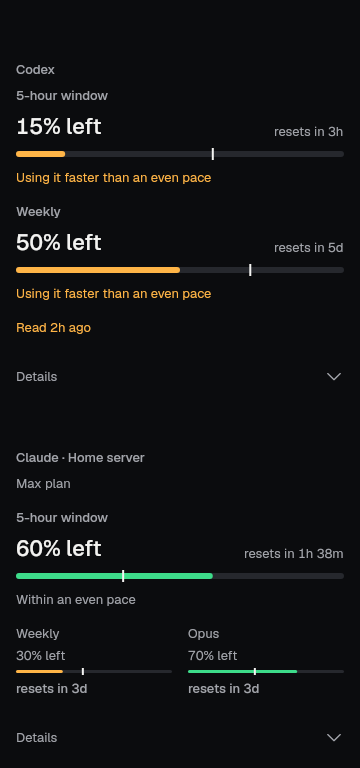 Codex
5-hour window
15% left
resets in 3h
Using it faster than an even pace
Weekly
50% left
resets in 5d
Using it faster than an even pace
Read 2h ago
Details
Claude · Home server
Max plan
5-hour window
60% left
resets in 1h 38m
Within an even pace
Weekly
30% left
resets in 3d
Opus
70% left
resets in 3d
Details